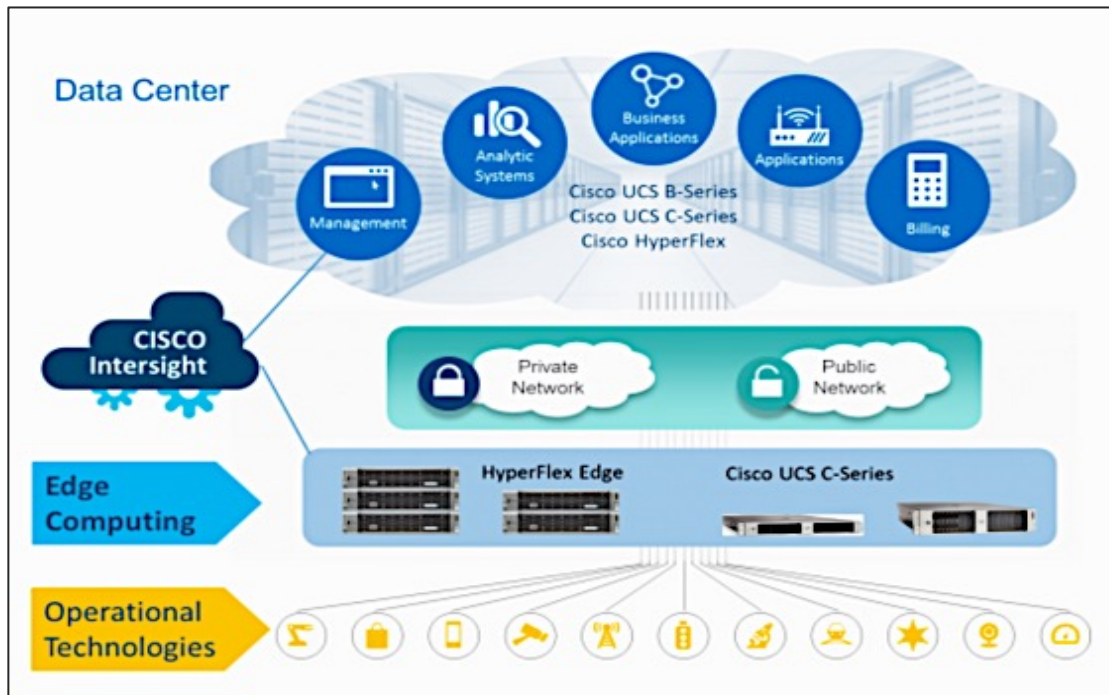 Data Center
Business
Applications
Analytic
Systems
Applications
Management
Billing
Cisco UCS B-Series
Cisco UCS C-Series
Cisco HyperFlex
CISCO
Intersight
Private
Network
Public
Network
Edge
Computing
HyperFlex Edge
Cisco UCS C-Series
Operational
Technologies